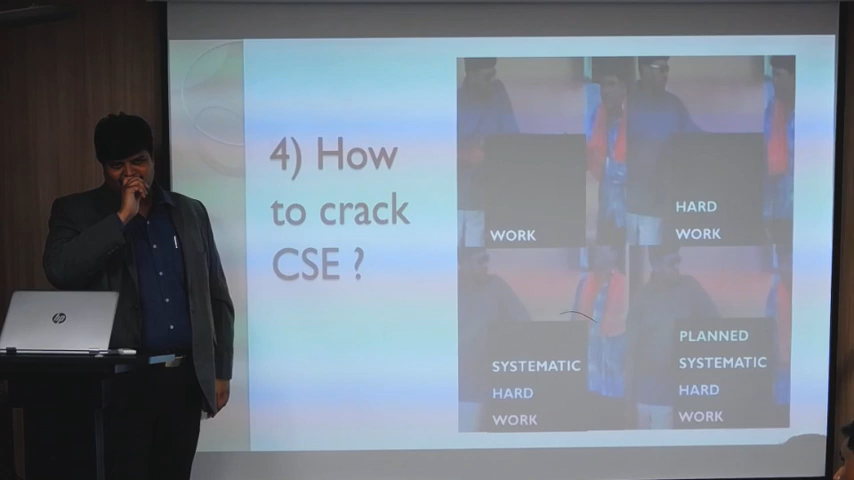 4) How
to crack
CSE ?
WORK
HARD
WORK
SYSTEMATIC
HARD
WORK
PLANNED
SYSTEMATIC
HARD
WORK
hp